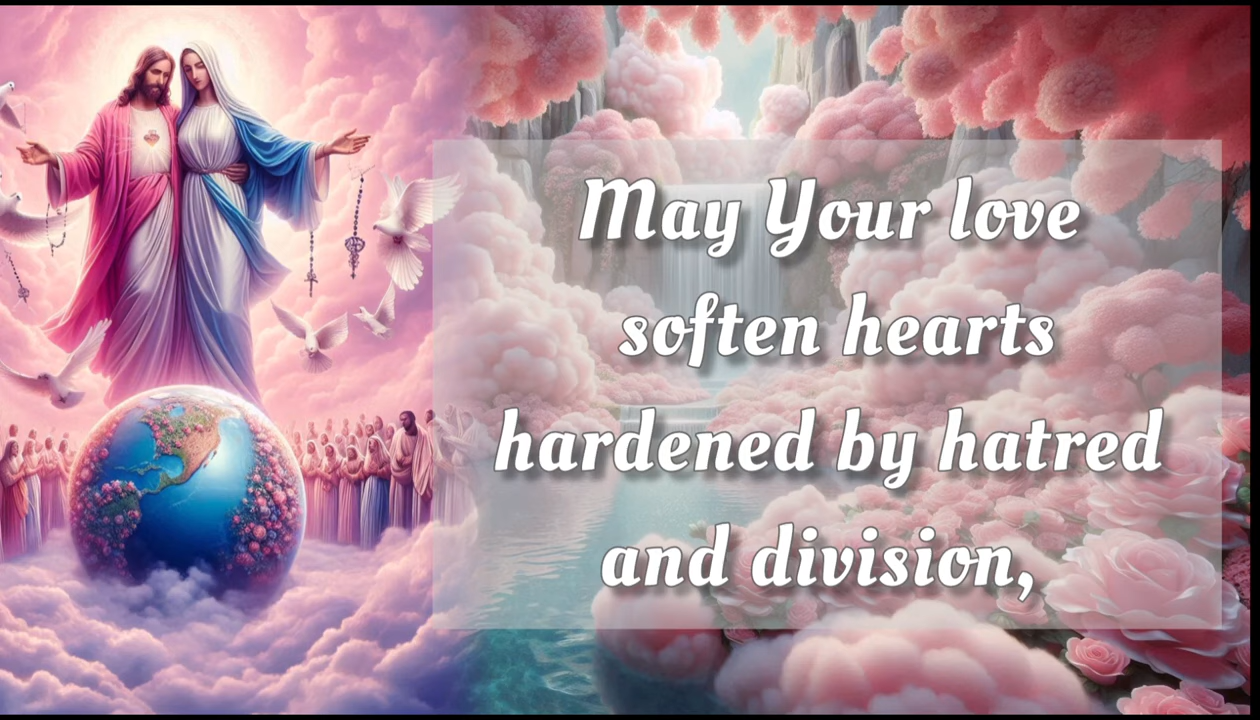 May Your love
soften hearts
hardened by hatred
and division,